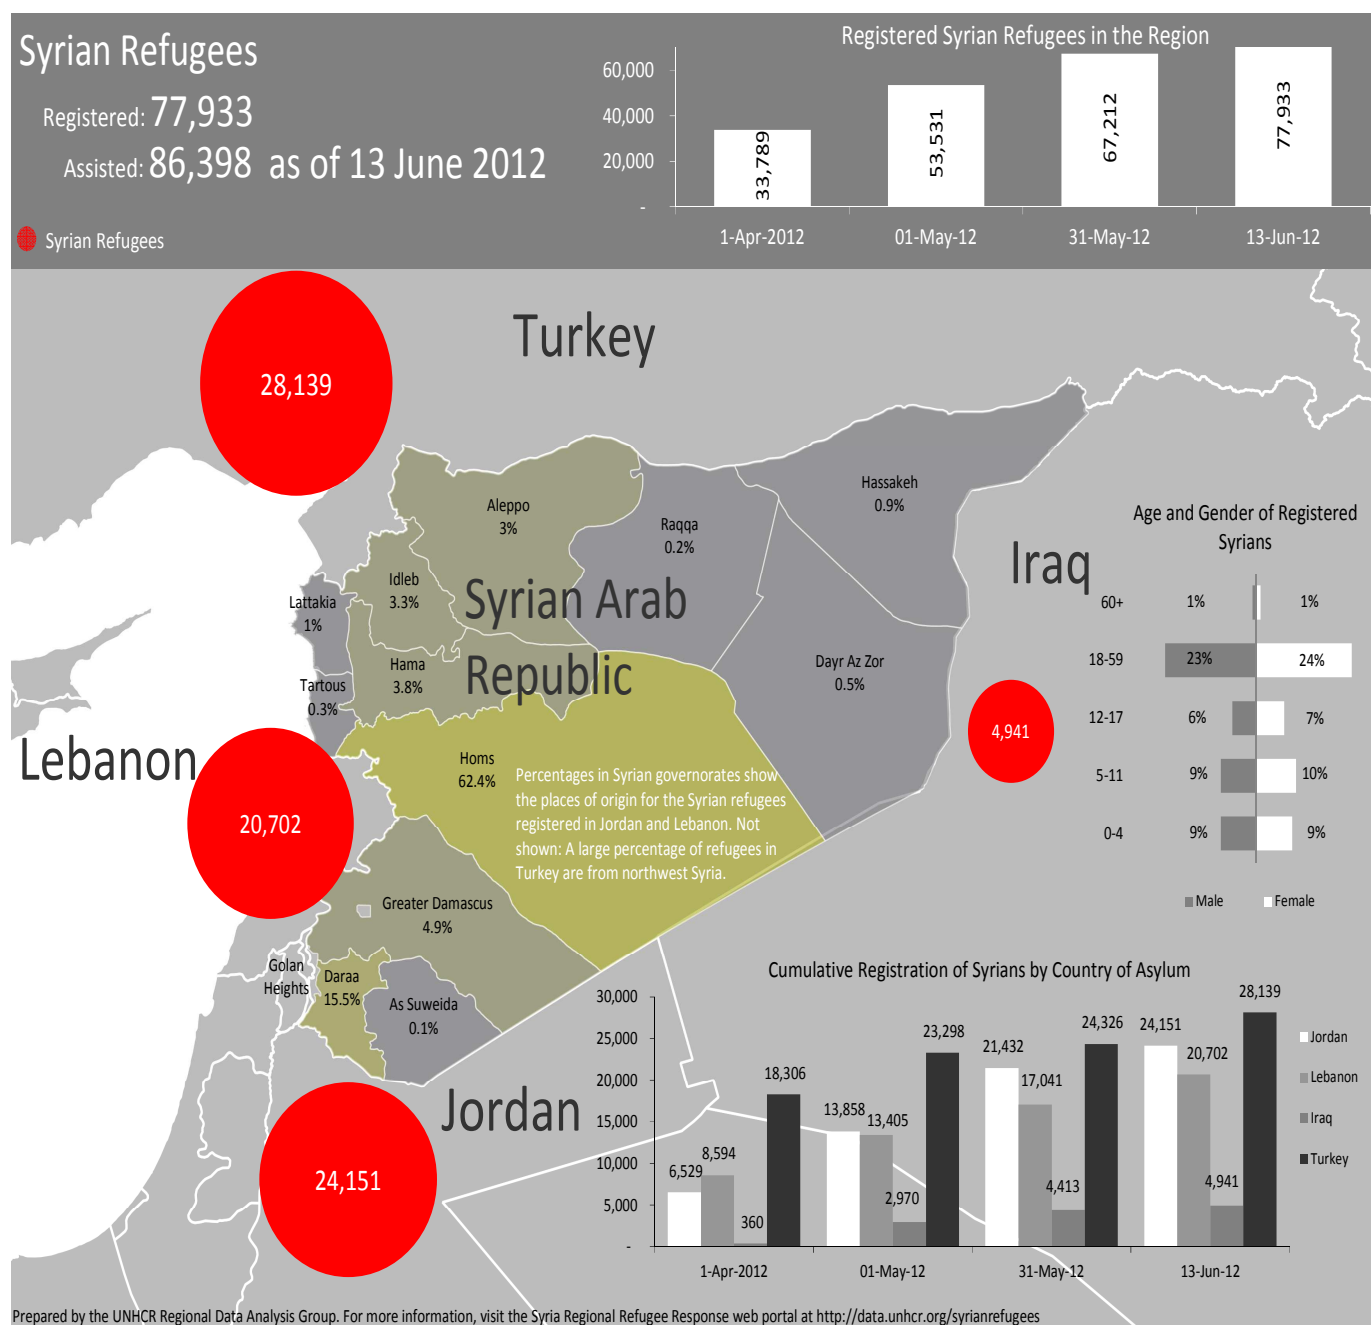 Syrian Refugees
Registered: 77,933
Assisted: 86,398 as of 13 June 2012
Syrian Refugees
Registered Syrian Refugees in the Region
60,000
40,000
20,000
-
33,789
53,531
67,212
77,933
1-Apr-2012
01-May-12
31-May-12
13-Jun-12
Turkey
28,139
Hassakeh
0.9%
Aleppo
3%
Raqqa
0.2%
Idleb
3.3%
Syrian Arab
Republic
Lattakia
1%
Hama
3.8%
Tartous
0.3%
Dayr Az Zor
0.5%
Iraq
4,941
Lebanon
20,702
Homs
62.4%
Percentages in Syrian governorates show
the places of origin for the Syrian refugees
registered in Jordan and Lebanon. Not
shown: A large percentage of refugees in
Turkey are from northwest Syria.
Greater Damascus
4.9%
Golan
Heights
Daraa
15.5%
As Suweida
0.1%
Jordan
24,151
Age and Gender of Registered
Syrians
60+ 1% 1%
18-59 23% 24%
12-17 6% 7%
5-11 9% 10%
0-4 9% 9%
Male Female
Cumulative Registration of Syrians by Country of Asylum
30,000
25,000
20,000
15,000
10,000
5,000
-
6,529 8,594 360 18,306
13,858 13,405 2,970 23,298
21,432 17,041 4,413 24,326
24,151 20,702 4,941 28,139
1-Apr-2012
01-May-12
31-May-12
13-Jun-12
Jordan
Lebanon
Iraq
Turkey
Prepared by the UNHCR Regional Data Analysis Group. For more information, visit the Syria Regional Refugee Response web portal at http://data.unhcr.org/syrianrefugees